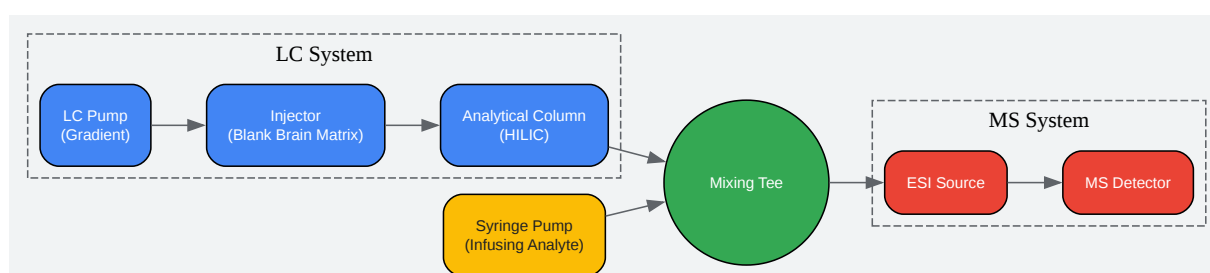 LC System
LC Pump
(Gradient)
Injector
(Blank Brain Matrix)
Analytical Column
(HILIC)
Syringe Pump
(Infusing Analyte)
Mixing Tee
MS System
ESI Source
MS Detector